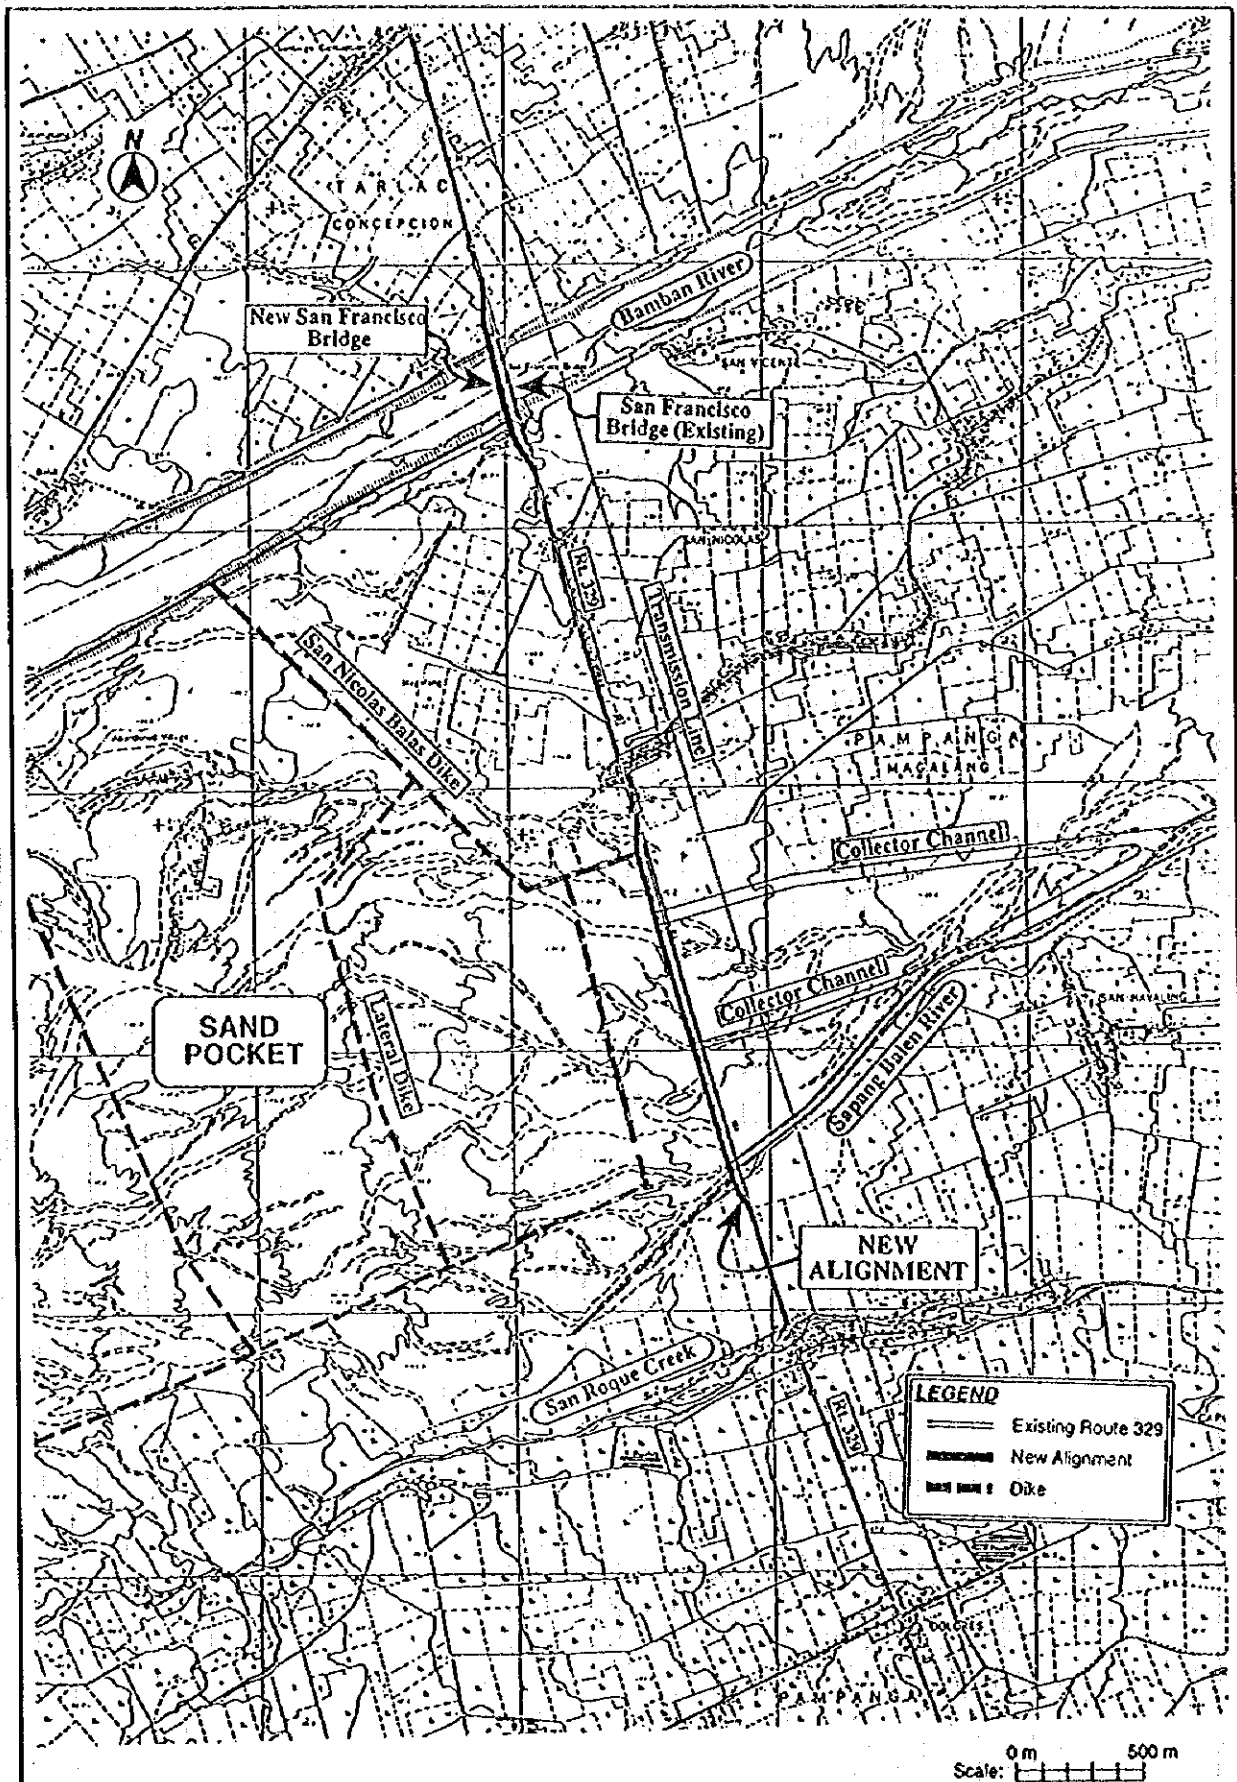 N
TARLAC
CONCEPCION
Bamban River
New San Francisco
Bridge
SAN VICENTE
San Francisco
Bridge (Existing)
SAN NICOLAS
Rt. 329
Transmission Line
San Nicolas Balas Dike
PAMPANGA
MAGALANG
Collector Channel
Collector Channel
SAND
POCKET
Lateral Dike
Sapang Balen River
NEW
ALIGNMENT
San Roque Creek
Rt. 329
LEGEND
Existing Route 329
New Alignment
Dike
DOLORES
PAMPANGA
0 m 500 m
Scale: